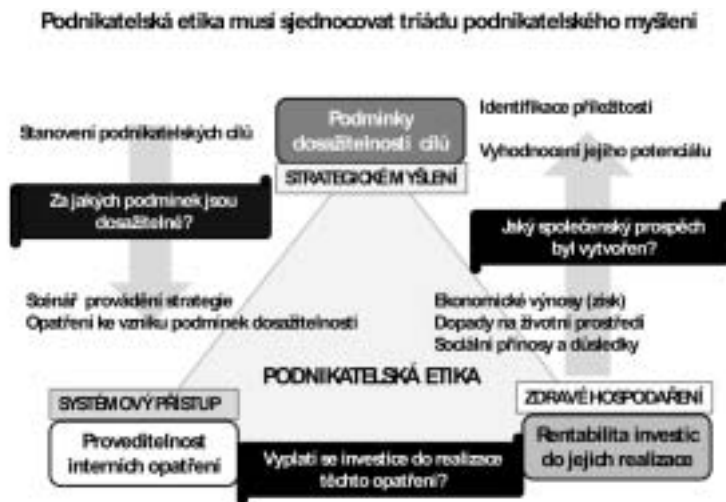 Podnikatelská etika musí sjednocovat triádu podnikatelského myšlení
Podmínky
dosažitelnosti cílů
STRATEGICKÉ MYŠLENÍ
Identifikace příležitosti
Vyhodnocení jejího potenciálu
Stanovení podnikatelských cílů
Za jakých podmínek jsou
dosažitelné?
Jaký společenský prospěch
byl vytvořen?
Scénář provádění strategie
Opatření ke vzniku podmínek dosažitelnosti
Ekonomické výnosy (zisk)
Dopady na životní prostředí
Sociální přínosy a důsledky
PODNIKATELSKÁ ETIKA
SYSTÉMOVÝ PŘÍSTUP
Proveditelnost
interních opatření
ZDRAVÉ HOSPODAŘENÍ
Rentabilita investic
do jejich realizace
Vyplatí se investice do realizace
těchto opatření?